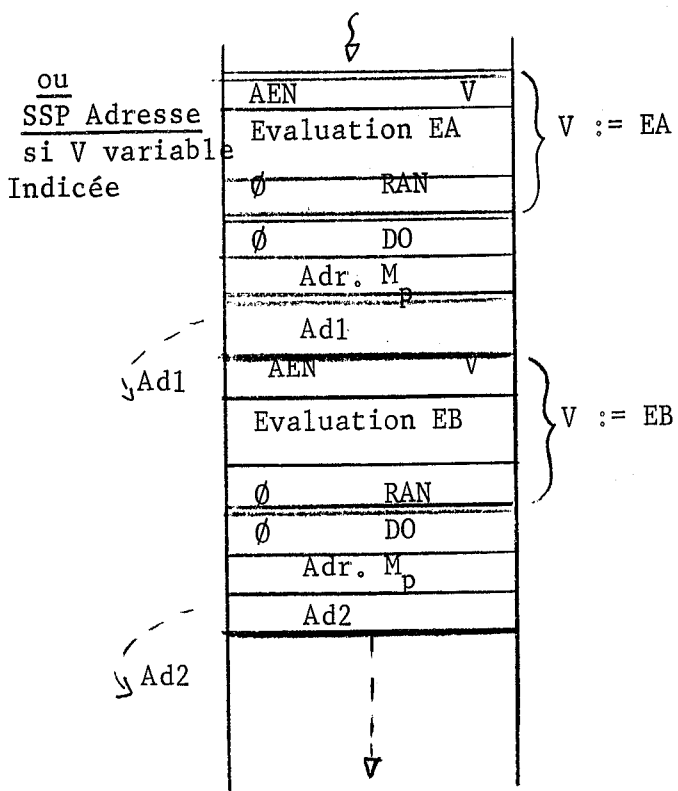 ou
SSP Adresse
si V variable
Indicée
AEN V
Evaluation EA
Ø RAN
V := EA
Ø DO
Adr. Mp
Ad1
Ad1
AEN V
Evaluation EB
Ø RAN
V := EB
Ø DO
Adr. Mp
Ad2
Ad2